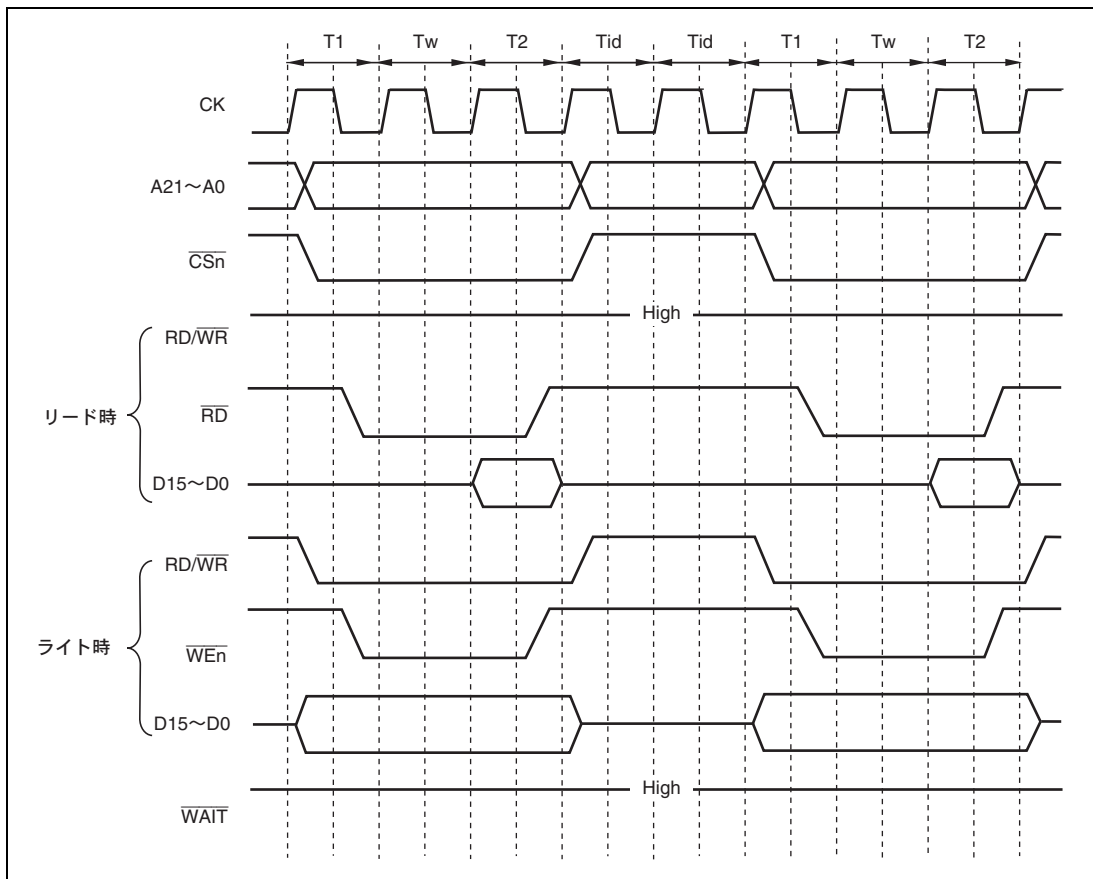 T1 Tw T2 Tid Tid T1 Tw T2
CK
A21〜A0
CSn
High
RD/WR
リード時
RD
D15〜D0
RD/WR
ライト時
WEn
D15〜D0
High
WAIT